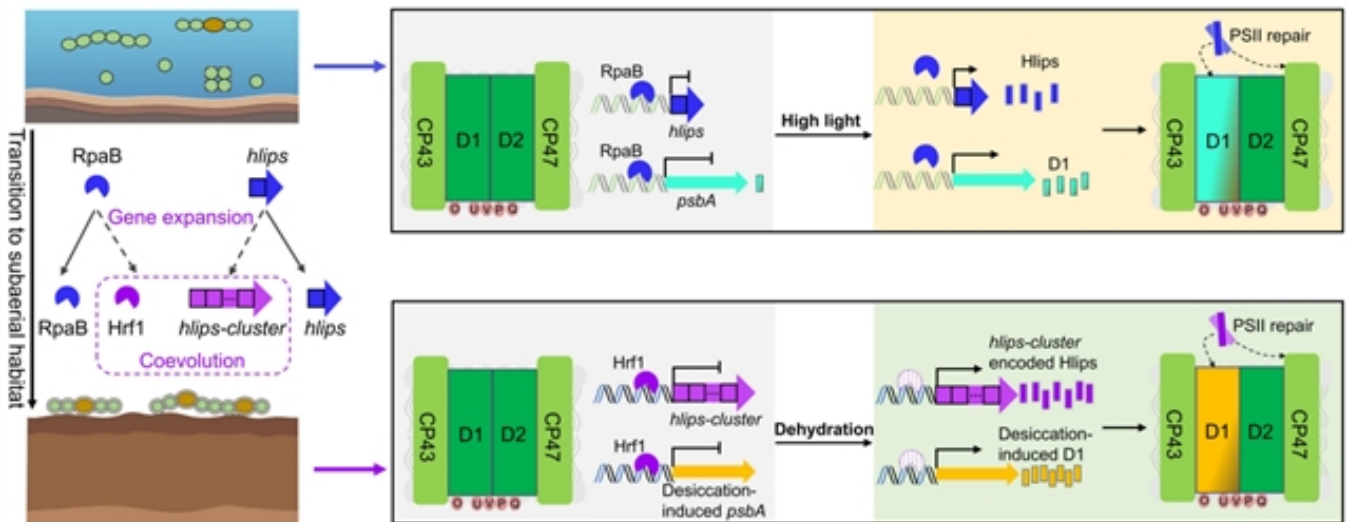 Transition to subaerial habitat
RpaB
hlips
Gene expansion
RpaB
Hrf1
hlips-cluster
hlips
Coevolution
CP43
D1
D2
CP47
O U V P Q
RpaB
hlips
RpaB
psbA
High light
Hlips
D1
PSII repair
CP43
D1
D2
CP47
O U V P Q
CP43
D1
D2
CP47
O U V P Q
Hrf1
hlips-cluster
Hrf1
Desiccation-
induced psbA
Dehydration
hlips-cluster
encoded Hlips
Desiccation-
induced D1
PSII repair
CP43
D1
D2
CP47
O U V P Q